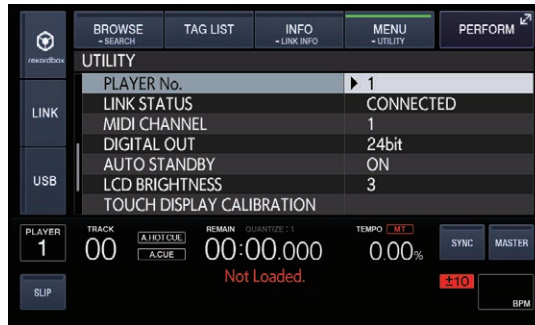 BROWSE
- SEARCH
TAG LIST
INFO
- LINK INFO
MENU
- UTILITY
PERFORM
rekordbox
UTILITY
PLAYER No. 1
LINK STATUS CONNECTED
MIDI CHANNEL 1
DIGITAL OUT 24bit
AUTO STANDBY ON
LCD BRIGHTNESS 3
TOUCH DISPLAY CALIBRATION
LINK
USB
PLAYER
1
TRACK
00
A.HOT CUE
A.CUE
REMAIN QUANTIZE : 1
00:00.000
TEMPO MT
0.00%
SYNC
MASTER
SLIP
Not Loaded.
±10
BPM